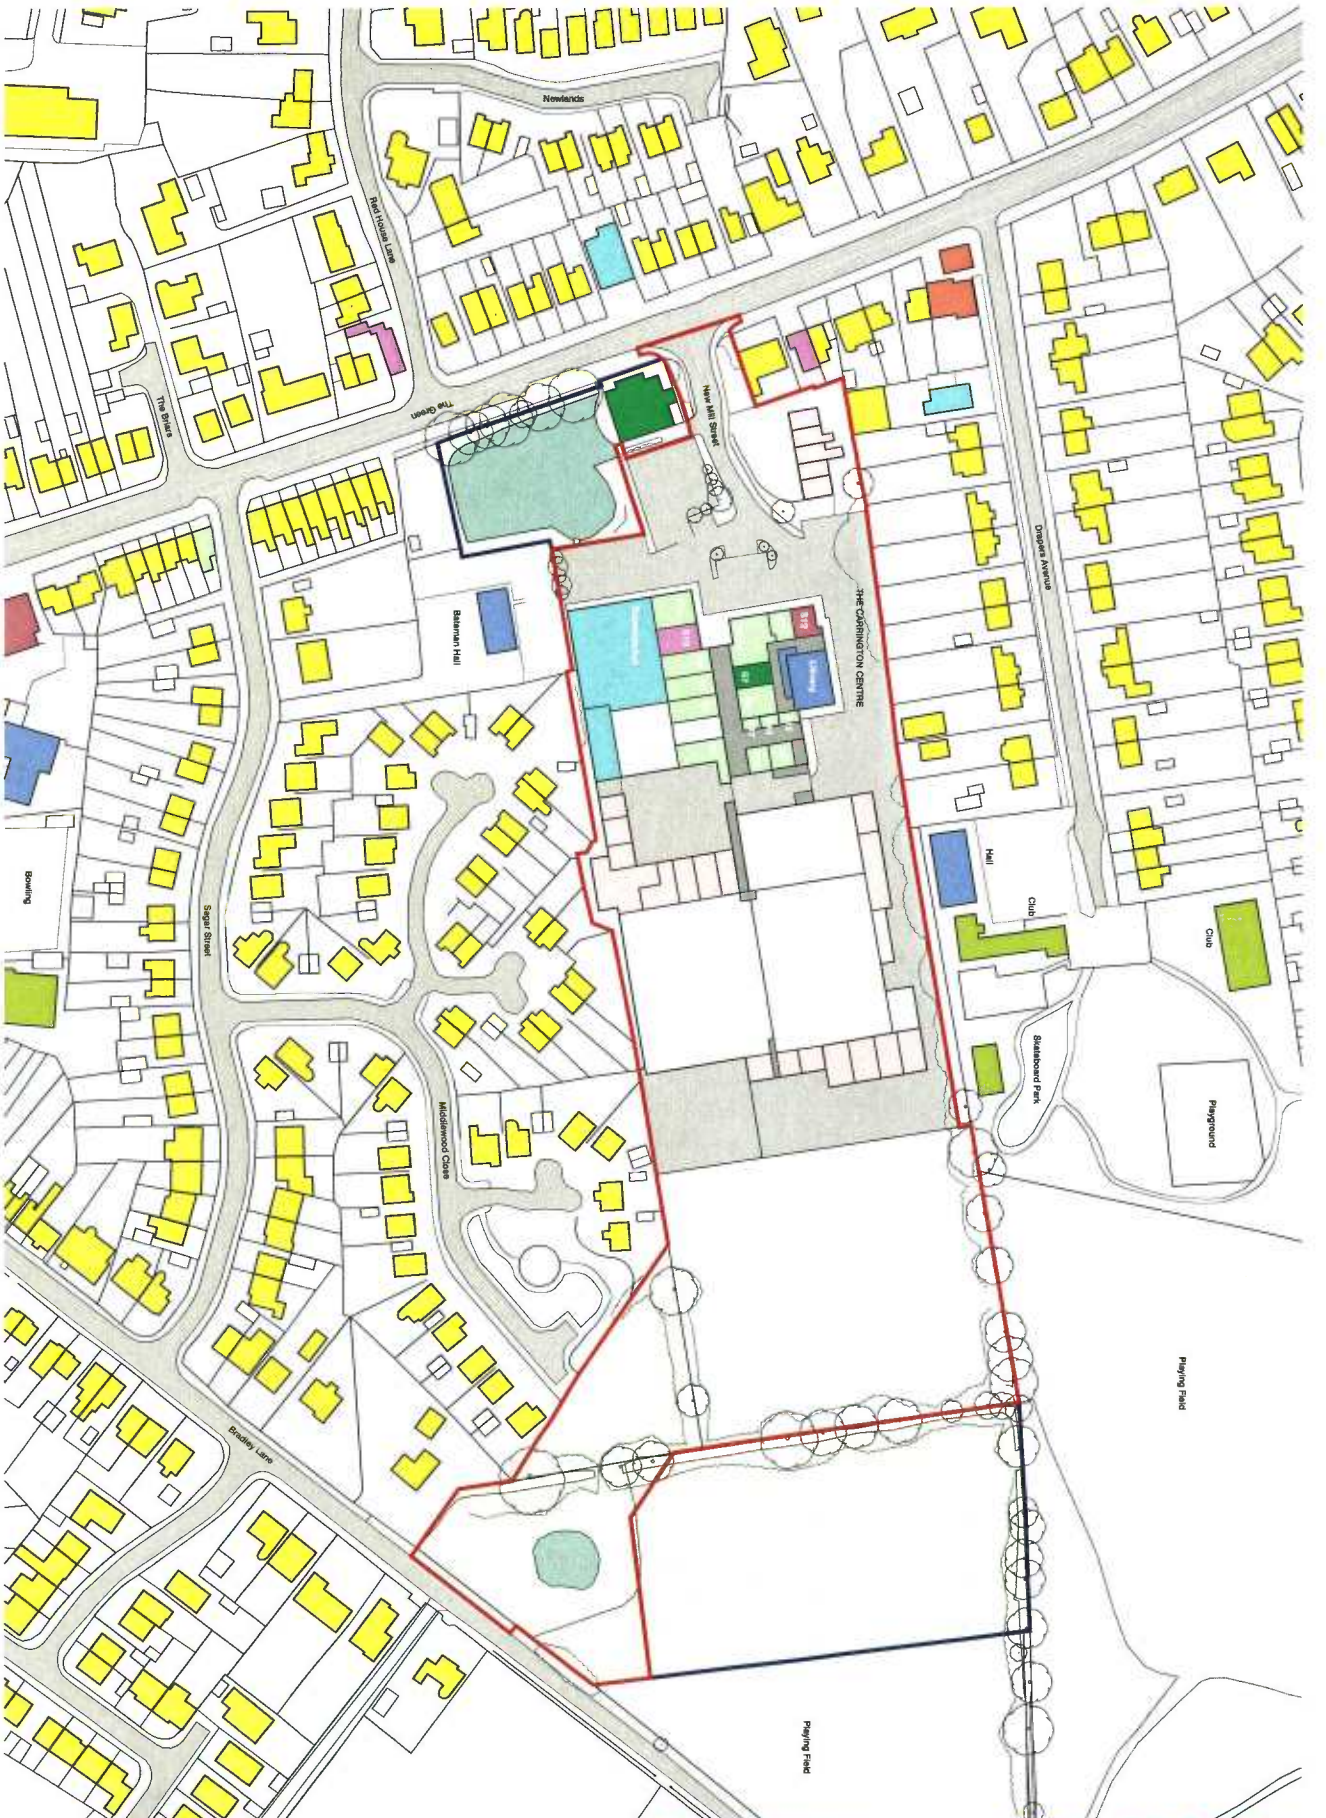 Newlands
Red House Lane
The Green
The Briars
New Mill Street
Drapers Avenue
THE CARRINGTON CENTRE
Bateman Hall
Library
S12
Hall
Club
Club
Skateboard Park
Playground
Bowling
Sagar Street
Middlewood Close
Bradley Lane
Playing Field
Playing Field